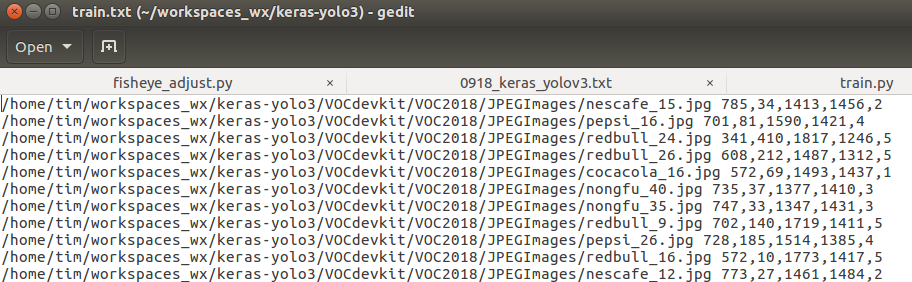 train.txt (~/workspaces_wx/keras-yolo3) - gedit
Open
fisheye_adjust.py × 0918_keras_yolov3.txt × train.py
/home/tim/workspaces_wx/keras-yolo3/VOCdevkit/VOC2018/JPEGImages/nescafe_15.jpg 785,34,1413,1456,2
/home/tim/workspaces_wx/keras-yolo3/VOCdevkit/VOC2018/JPEGImages/pepsi_16.jpg 701,81,1590,1421,4
/home/tim/workspaces_wx/keras-yolo3/VOCdevkit/VOC2018/JPEGImages/redbull_24.jpg 341,410,1817,1246,5
/home/tim/workspaces_wx/keras-yolo3/VOCdevkit/VOC2018/JPEGImages/redbull_26.jpg 608,212,1487,1312,5
/home/tim/workspaces_wx/keras-yolo3/VOCdevkit/VOC2018/JPEGImages/cocacola_16.jpg 572,69,1493,1437,1
/home/tim/workspaces_wx/keras-yolo3/VOCdevkit/VOC2018/JPEGImages/nongfu_40.jpg 735,37,1377,1410,3
/home/tim/workspaces_wx/keras-yolo3/VOCdevkit/VOC2018/JPEGImages/nongfu_35.jpg 747,33,1347,1431,3
/home/tim/workspaces_wx/keras-yolo3/VOCdevkit/VOC2018/JPEGImages/redbull_9.jpg 702,140,1719,1411,5
/home/tim/workspaces_wx/keras-yolo3/VOCdevkit/VOC2018/JPEGImages/pepsi_26.jpg 728,185,1514,1385,4
/home/tim/workspaces_wx/keras-yolo3/VOCdevkit/VOC2018/JPEGImages/redbull_16.jpg 572,10,1773,1417,5
/home/tim/workspaces_wx/keras-yolo3/VOCdevkit/VOC2018/JPEGImages/nescafe_12.jpg 773,27,1461,1484,2